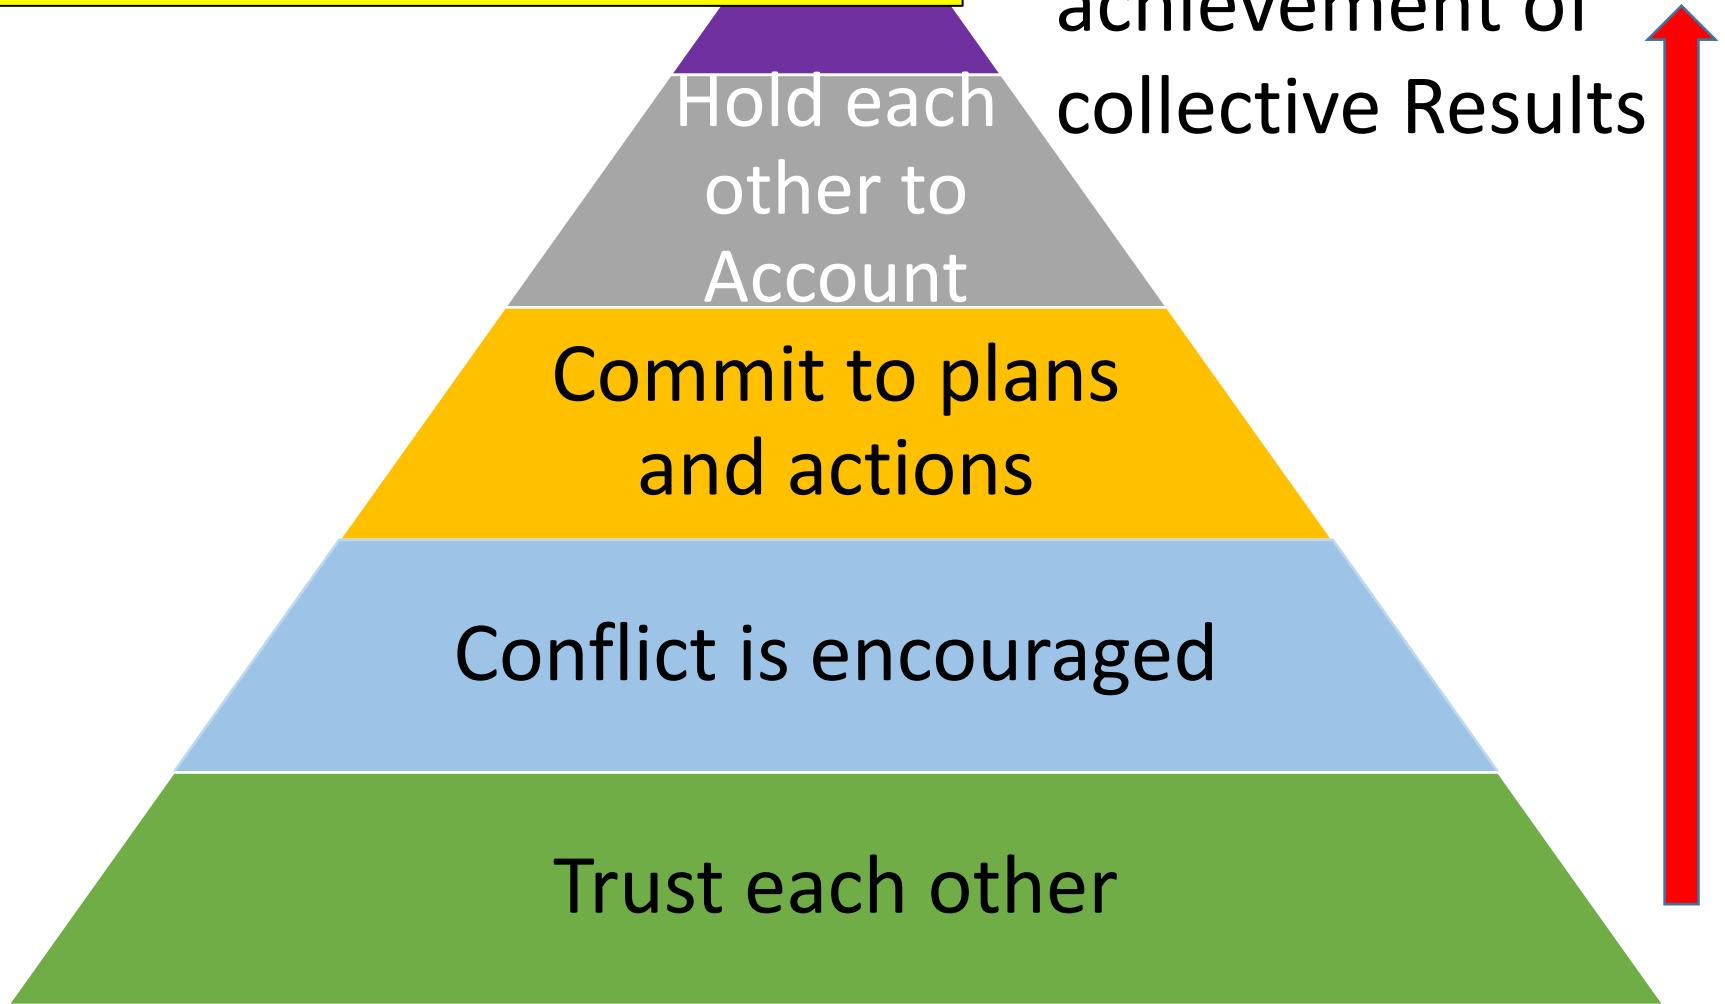 achievement of
collective Results
Hold each
other to
Account
Commit to plans
and actions
Conflict is encouraged
Trust each other